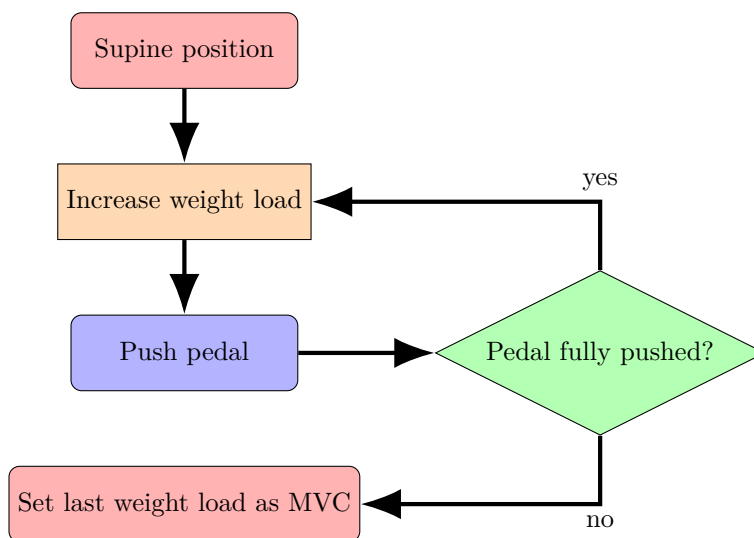 Supine position
yes
Increase weight load
Push pedal
Pedal fully pushed?
Set last weight load as MVC
no